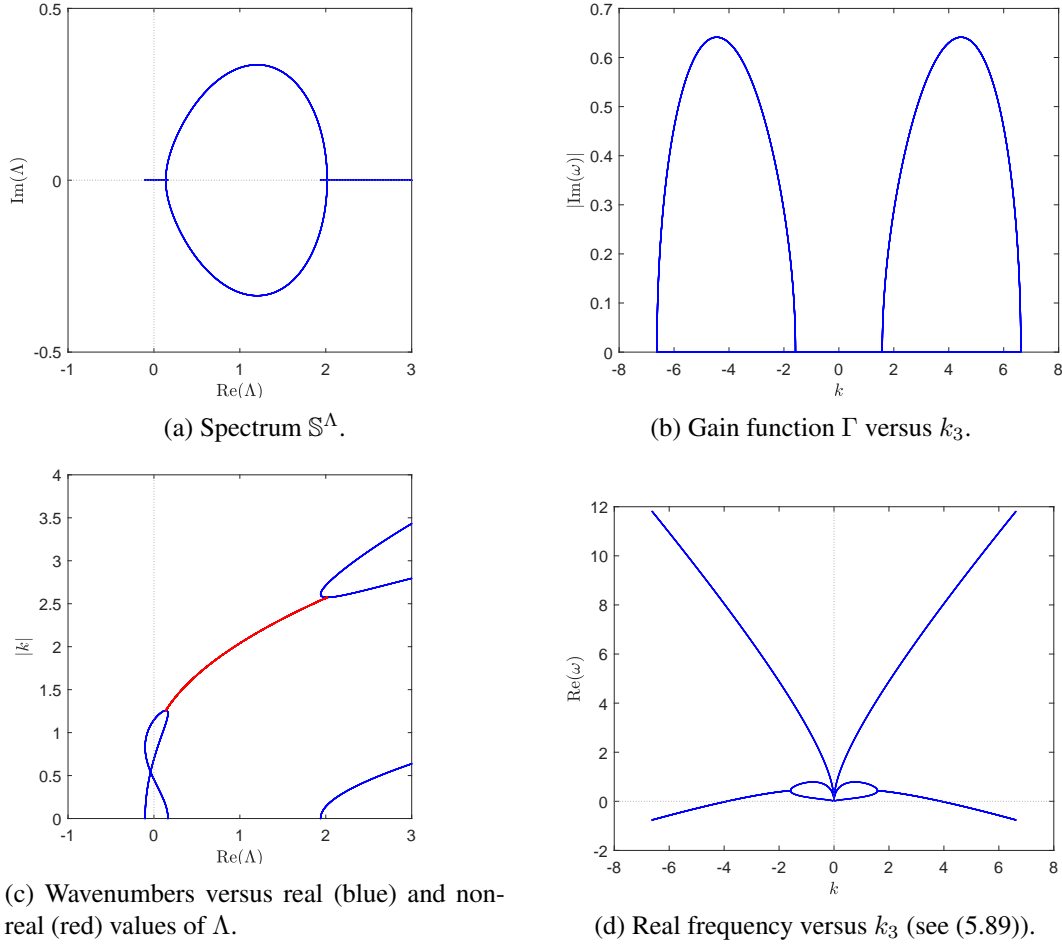 0.5
0
-0.5
Im(Λ)
-1 0 1 2 3
Re(Λ)
(a) Spectrum 𝕊^Λ.
0.7
0.6
0.5
0.4
0.3
0.2
0.1
0
|Im(ω)|
-8 -6 -4 -2 0 2 4 6 8
k
(b) Gain function Γ versus k₃.
4
3.5
3
2.5
2
1.5
1
0.5
0
|k|
-1 0 1 2 3
Re(Λ)
(c) Wavenumbers versus real (blue) and non-
real (red) values of Λ.
12
10
8
6
4
2
0
-2
Re(ω)
-8 -6 -4 -2 0 2 4 6 8
k
(d) Real frequency versus k₃ (see (5.89)).